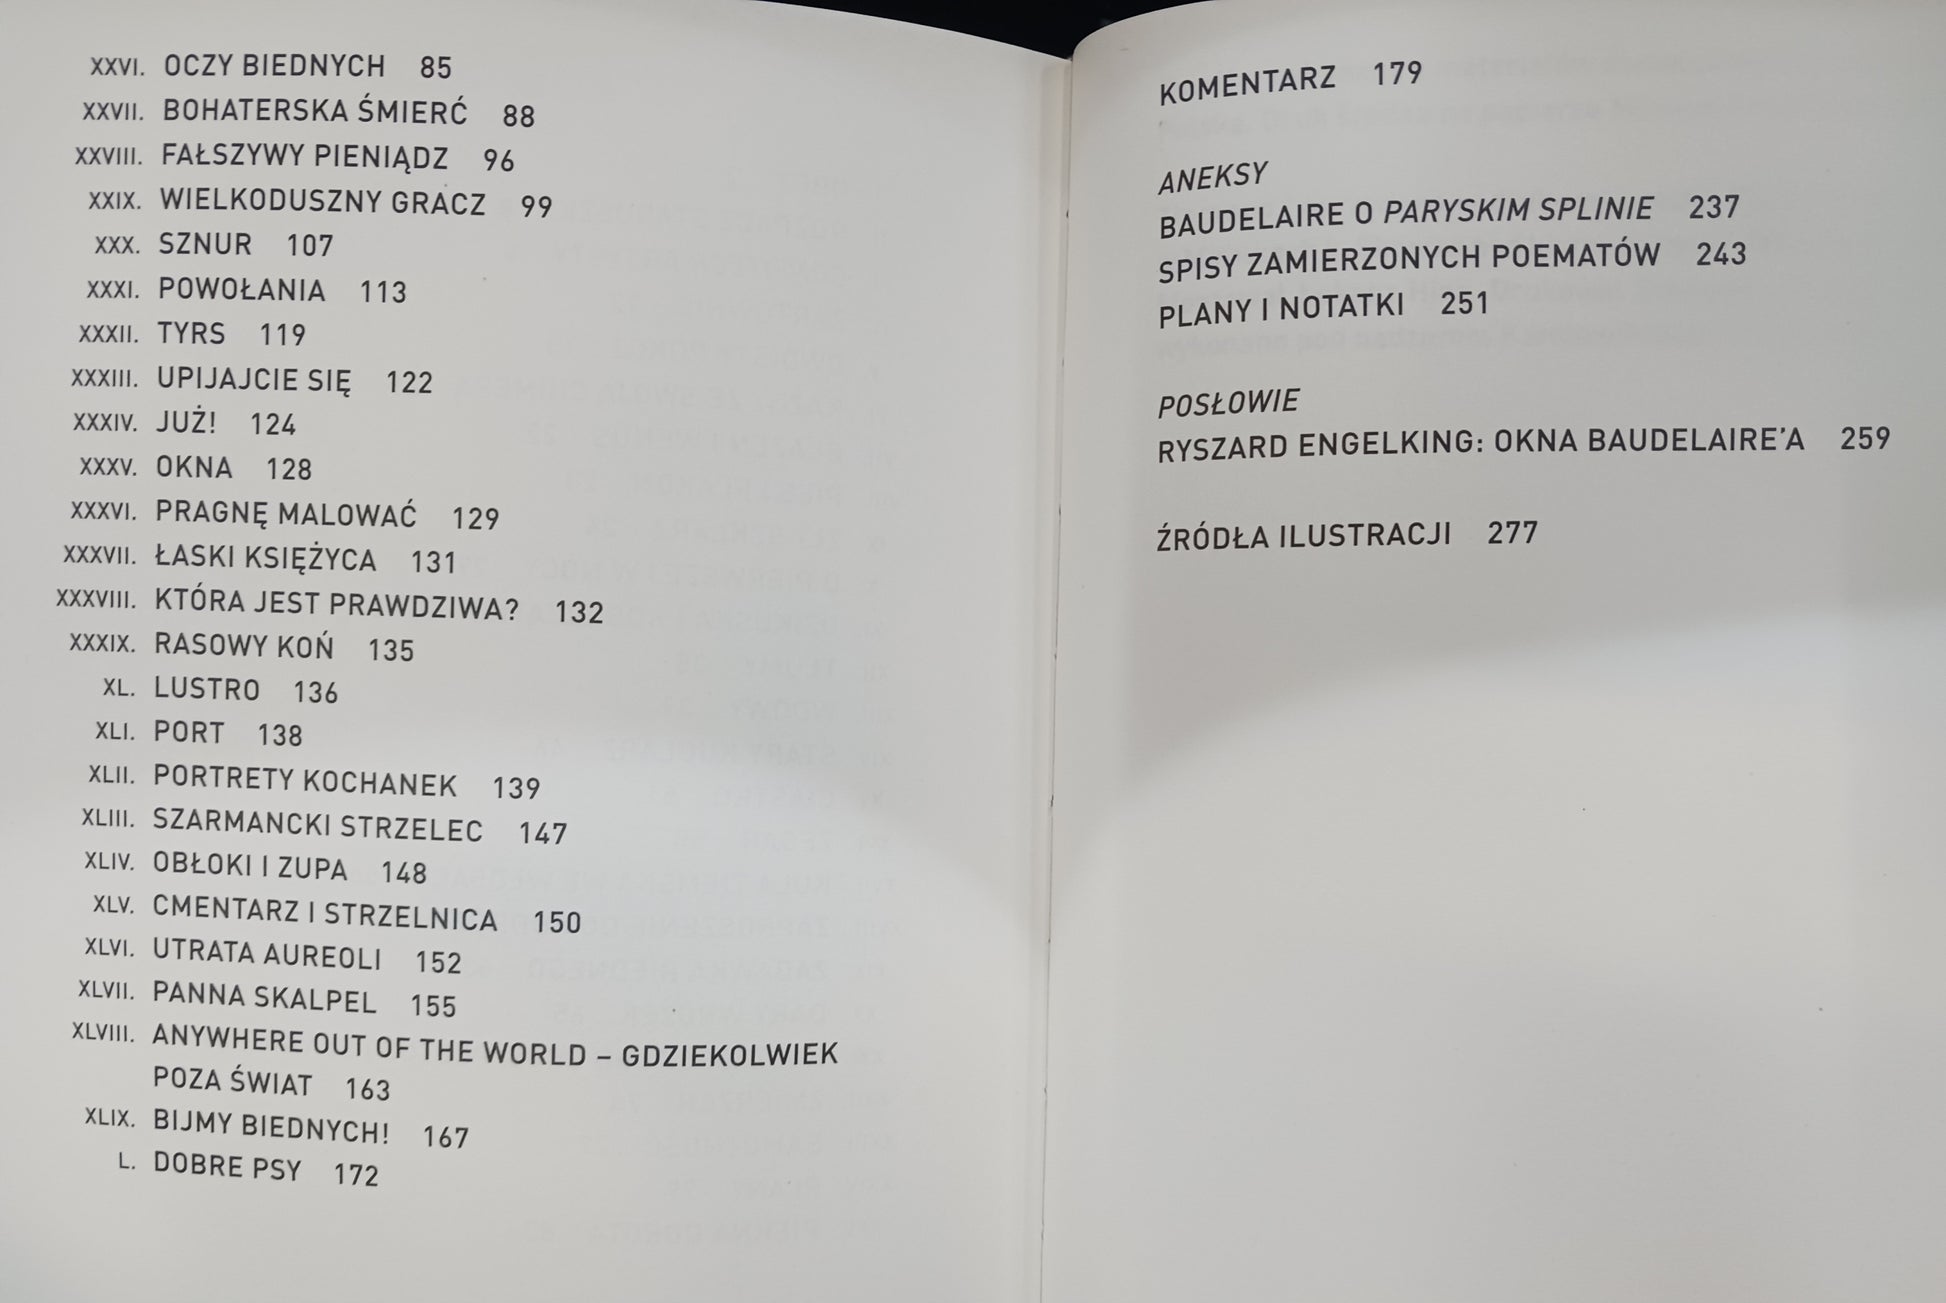 XXVI. OCZY BIEDNYCH 85
XXVII. BOHATERSKA ŚMIERĆ 88
XXVIII. FAŁSZYWY PIENIĄDZ 96
XXIX. WIELKODUSZNY GRACZ 99
XXX. SZNUR 107
XXXI. POWOŁANIA 113
XXXII. TYRS 119
XXXIII. UPIJAJCIE SIĘ 122
XXXIV. JUŻ! 124
XXXV. OKNA 128
XXXVI. PRAGNĘ MALOWAĆ 129
XXXVII. ŁASKI KSIĘŻYCA 131
XXXVIII. KTÓRA JEST PRAWDZIWA? 132
XXXIX. RASOWY KOŃ 135
XL. LUSTRO 136
XLI. PORT 138
XLII. PORTRETY KOCHANEK 139
XLIII. SZARMANCKI STRZELEC 147
XLIV. OBŁOKI I ZUPA 148
XLV. CMENTARZ I STRZELNICA 150
XLVI. UTRATA AUREOLI 152
XLVII. PANNA SKALPEL 155
XLVIII. ANYWHERE OUT OF THE WORLD – GDZIEKOLWIEK
POZA ŚWIAT 163
XLIX. BIJMY BIEDNYCH! 167
L. DOBRE PSY 172
KOMENTARZ 179
ANEKSY
BAUDELAIRE O PARYSKIM SPLINIE 237
SPISY ZAMIERZONYCH POEMATÓW 243
PLANY I NOTATKI 251
POSŁOWIE
RYSZARD ENGELKING: OKNA BAUDELAIRE'A 259
ŹRÓDŁA ILUSTRACJI 277